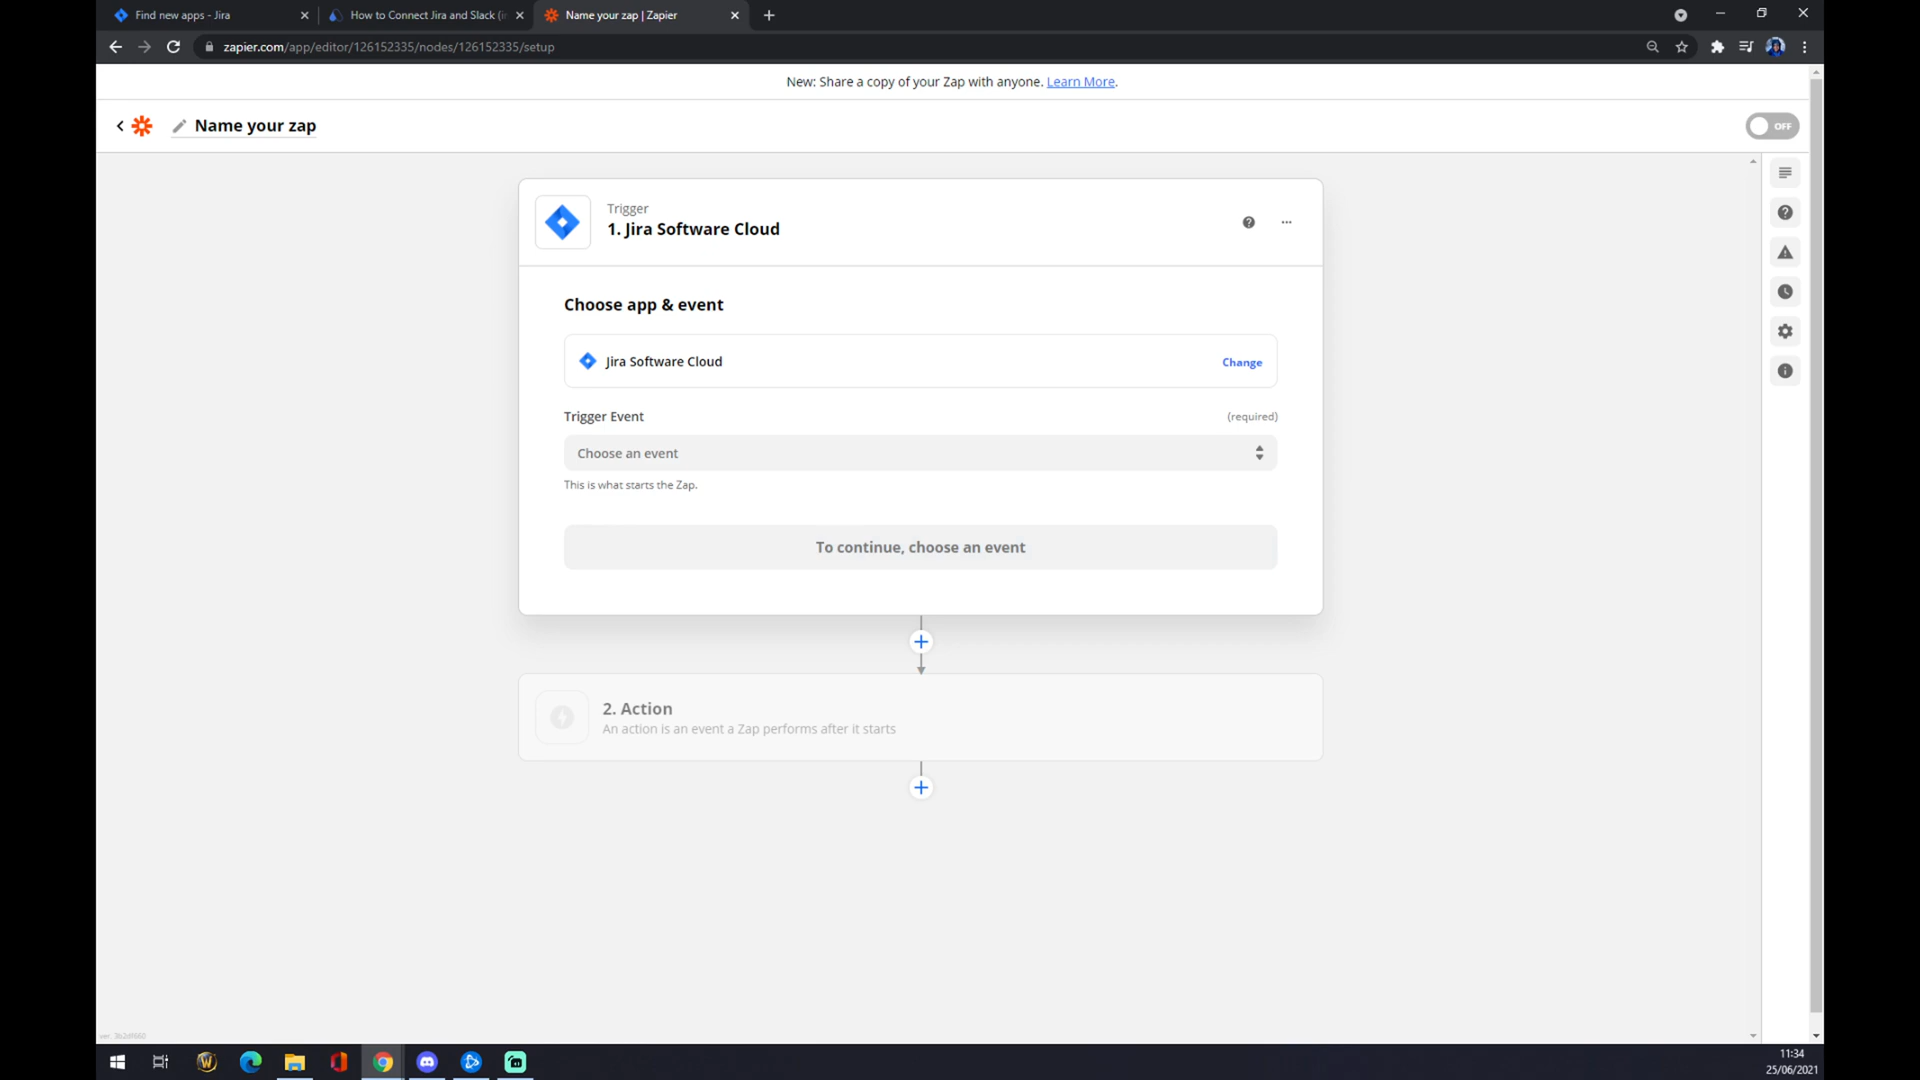 Find new apps - Jira
How to Connect Jira and Slack (i
Name your zap | Zapier
zapier.com/app/editor/126152335/nodes/126152335/setup
New: Share a copy of your Zap with anyone. Learn More.
Name your zap
OFF
Trigger
1. Jira Software Cloud
Choose app & event
Jira Software Cloud
Change
Trigger Event
(required)
Choose an event
This is what starts the Zap.
To continue, choose an event
2. Action
An action is an event a Zap performs after it starts
11:34
25/06/2021